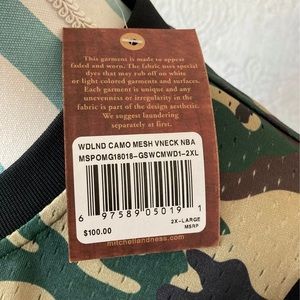 This garment is made to appear
faded and worn. The fabric uses special
dyes that may rub off on white
or light colored garments and surfaces.
Each garment is unique and any
unevenness or irregularity in the fabric
is part of the design aesthetic.
We suggest laundering
separately at first.
WDLND CAMO MESH VNECK NBA
MSPOMG18018-GSWCMWD1-2XL
6 97589 05019 1
$100.00
2X-LARGE
MSRP
mitchellandness.com